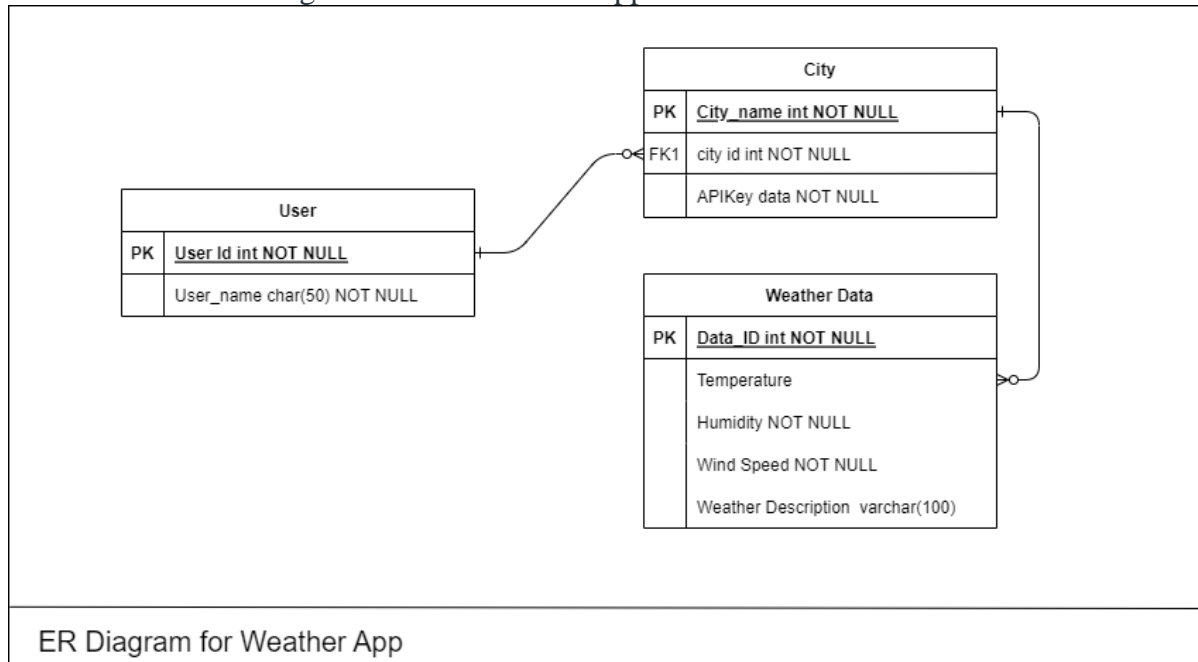 City
PK City_name int NOT NULL
FK1 city id int NOT NULL
APIKey data NOT NULL
User
PK User Id int NOT NULL
User_name char(50) NOT NULL
Weather Data
PK Data_ID int NOT NULL
Temperature
Humidity NOT NULL
Wind Speed NOT NULL
Weather Description varchar(100)
ER Diagram for Weather App